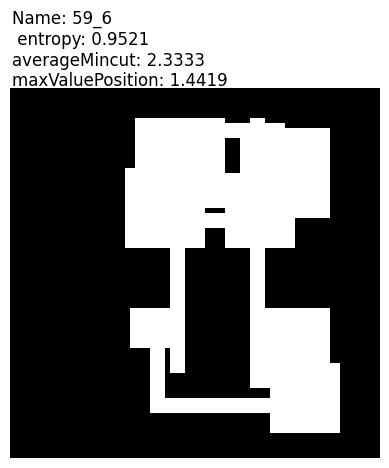 Name: 59_6
entropy: 0.9521
averageMincut: 2.3333
maxValuePosition: 1.4419